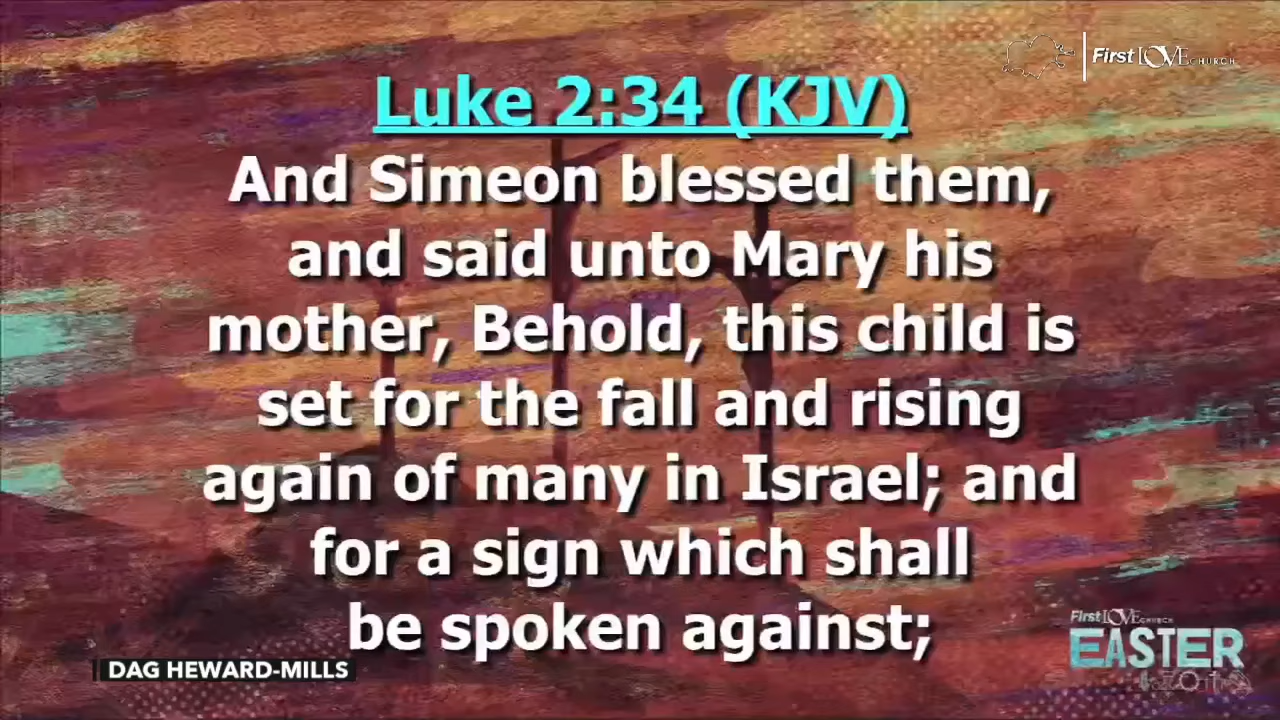 First LOVE CHURCH
Luke 2:34 (KJV)
And Simeon blessed them,
and said unto Mary his
mother, Behold, this child is
set for the fall and rising
again of many in Israel; and
for a sign which shall
be spoken against;
First LOVE CHURCH
EASTER
DAG HEWARD-MILLS